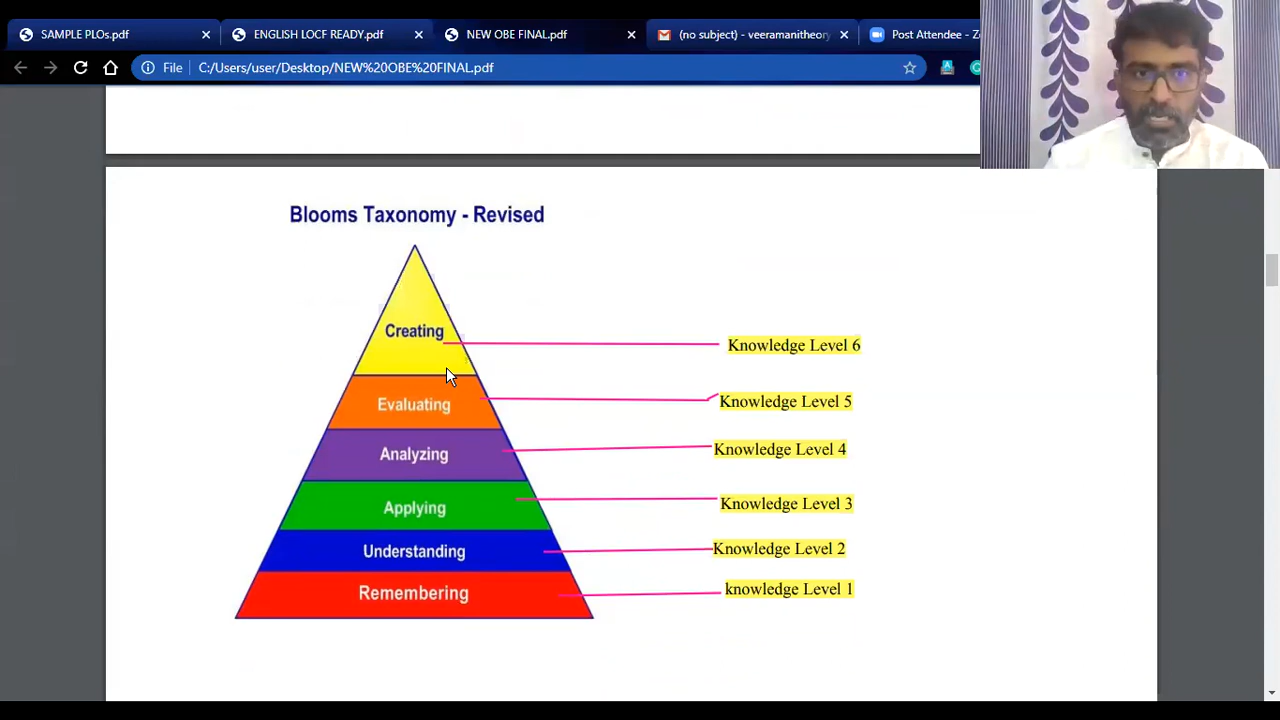 SAMPLE PLOs.pdf
ENGLISH LOCF READY.pdf
NEW OBE FINAL.pdf
(no subject) - veeramanitheory
Post Attendee - Z
File
C:/Users/user/Desktop/NEW%20OBE%20FINAL.pdf
Blooms Taxonomy - Revised
Creating
Knowledge Level 6
Evaluating
Knowledge Level 5
Analyzing
Knowledge Level 4
Applying
Knowledge Level 3
Understanding
Knowledge Level 2
Remembering
knowledge Level 1